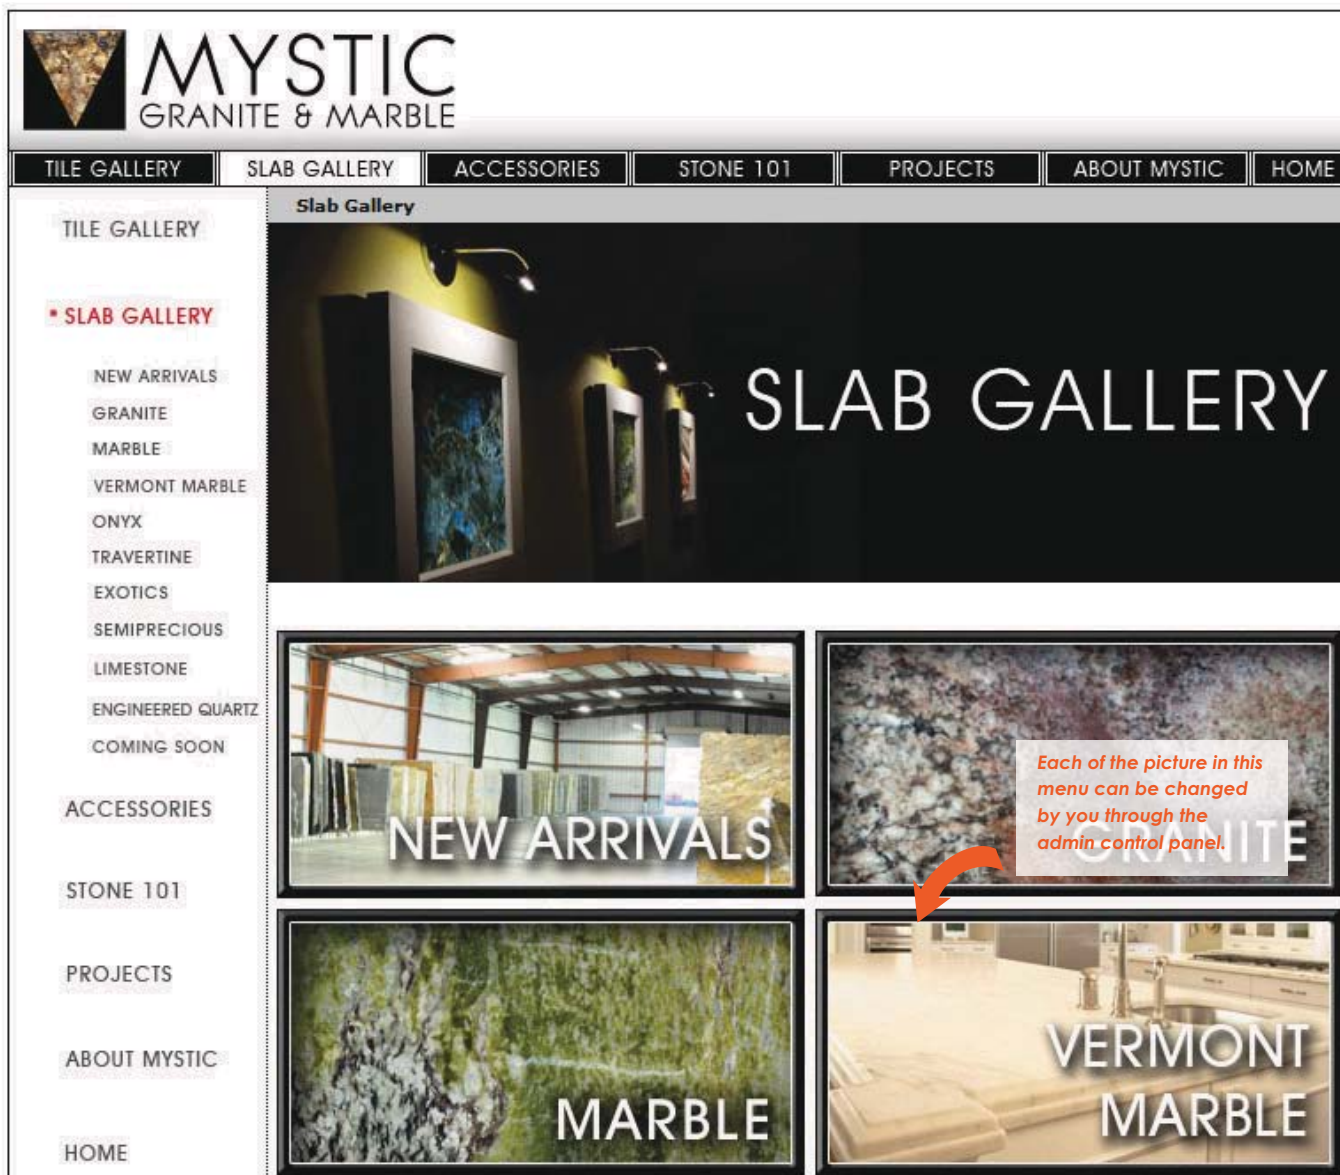 MYSTIC
GRANITE & MARBLE
TILE GALLERY SLAB GALLERY ACCESSORIES STONE 101 PROJECTS ABOUT MYSTIC HOME
Slab Gallery
TILE GALLERY
* SLAB GALLERY
NEW ARRIVALS
GRANITE
MARBLE
VERMONT MARBLE
ONYX
TRAVERTINE
EXOTICS
SEMIPRECIOUS
LIMESTONE
ENGINEERED QUARTZ
COMING SOON
ACCESSORIES
STONE 101
PROJECTS
ABOUT MYSTIC
HOME
SLAB GALLERY
NEW ARRIVALS
GRANITE
Each of the picture in this
menu can be changed
by you through the
admin control panel.
MARBLE
VERMONT
MARBLE